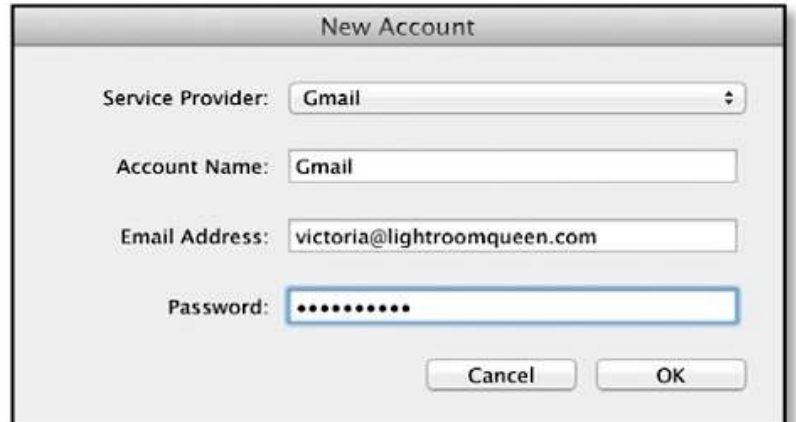 New Account
Service Provider: Gmail
Account Name: Gmail
Email Address: victoria@lightroomqueen.com
Password: ••••••••••
Cancel OK